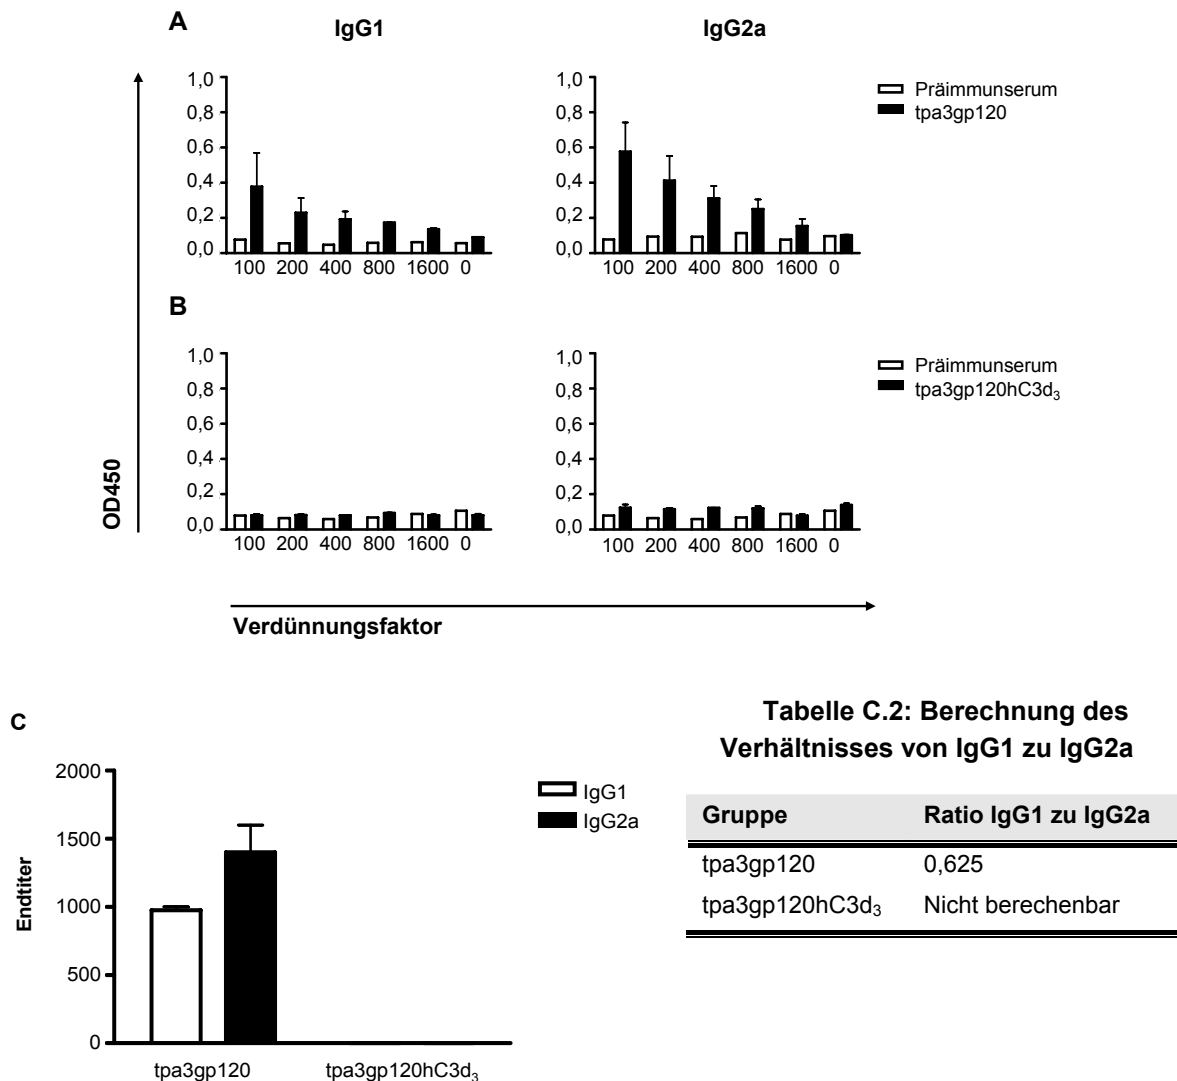 A
IgG1
IgG2a
1,0
0,8
0,6
0,4
0,2
0,0
100 200 400 800 1600 0
1,0
0,8
0,6
0,4
0,2
0,0
100 200 400 800 1600 0
Präimmunserum
tpa3gp120
B
1,0
0,8
0,6
0,4
0,2
0,0
100 200 400 800 1600 0
1,0
0,8
0,6
0,4
0,2
0,0
100 200 400 800 1600 0
Präimmunserum
tpa3gp120hC3d₃
OD450
Verdünnungsfaktor
C
2000
1500
1000
500
0
Endtiter
tpa3gp120 tpa3gp120hC3d₃
IgG1
IgG2a
Tabelle C.2: Berechnung des
Verhältnisses von IgG1 zu IgG2a
Gruppe Ratio IgG1 zu IgG2a
tpa3gp120 0,625
tpa3gp120hC3d₃ Nicht berechenbar